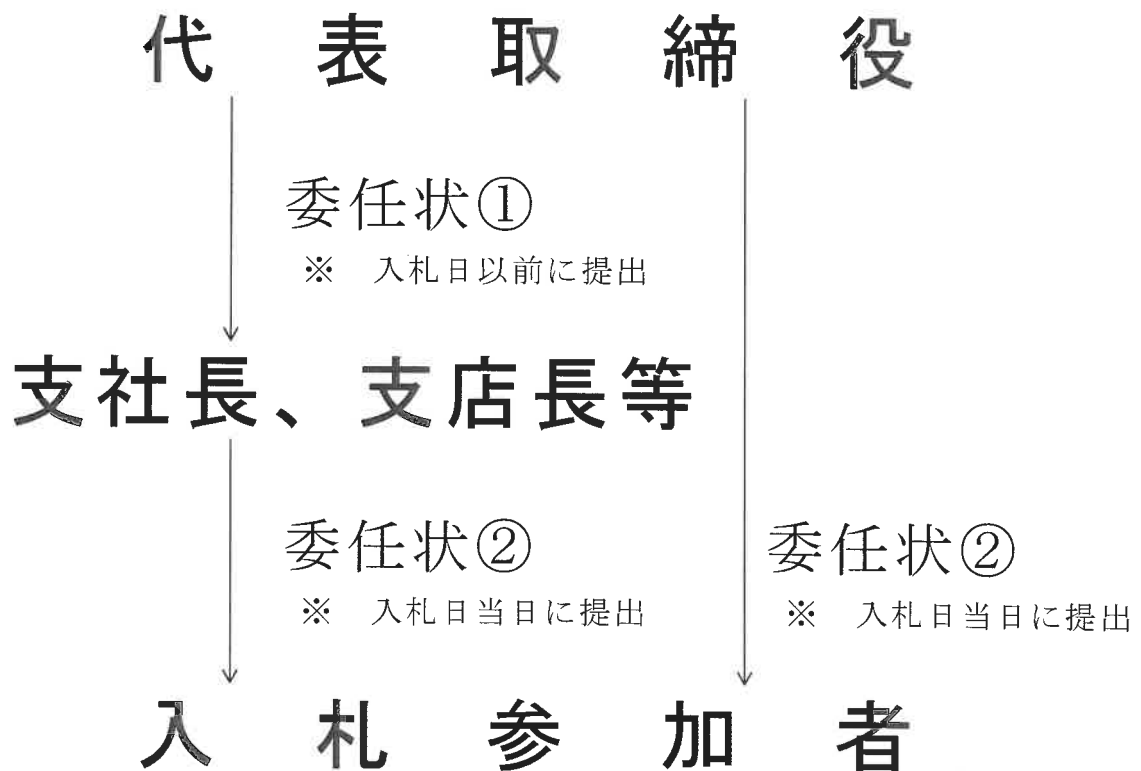 代表取締役
委任状①
※　入札日以前に提出
支社長、支店長等
委任状②
※　入札日当日に提出
委任状②
※　入札日当日に提出
入札参加者